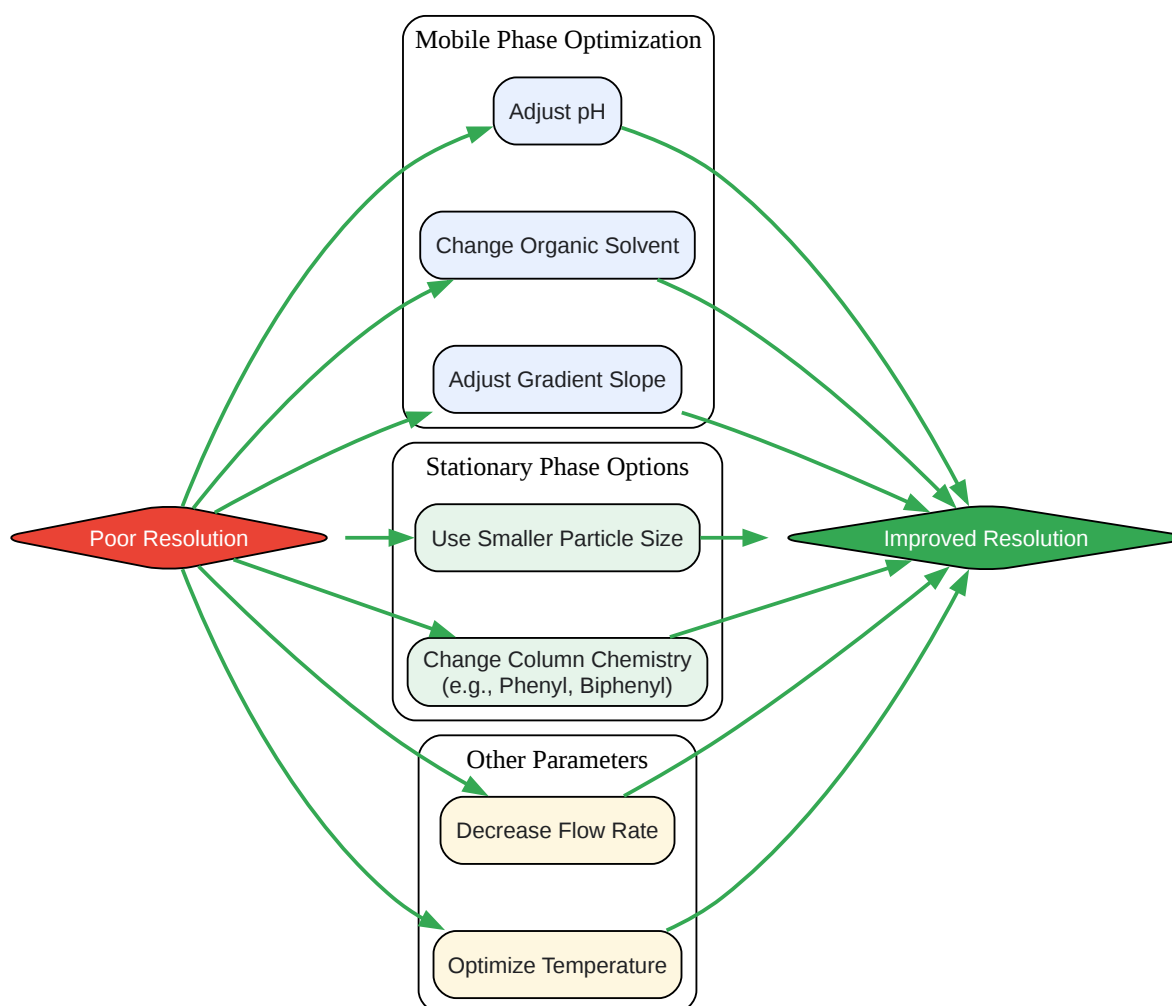 Mobile Phase Optimization
Adjust pH
Change Organic Solvent
Adjust Gradient Slope
Stationary Phase Options
Poor Resolution
Use Smaller Particle Size
Improved Resolution
Change Column Chemistry
(e.g., Phenyl, Biphenyl)
Other Parameters
Decrease Flow Rate
Optimize Temperature